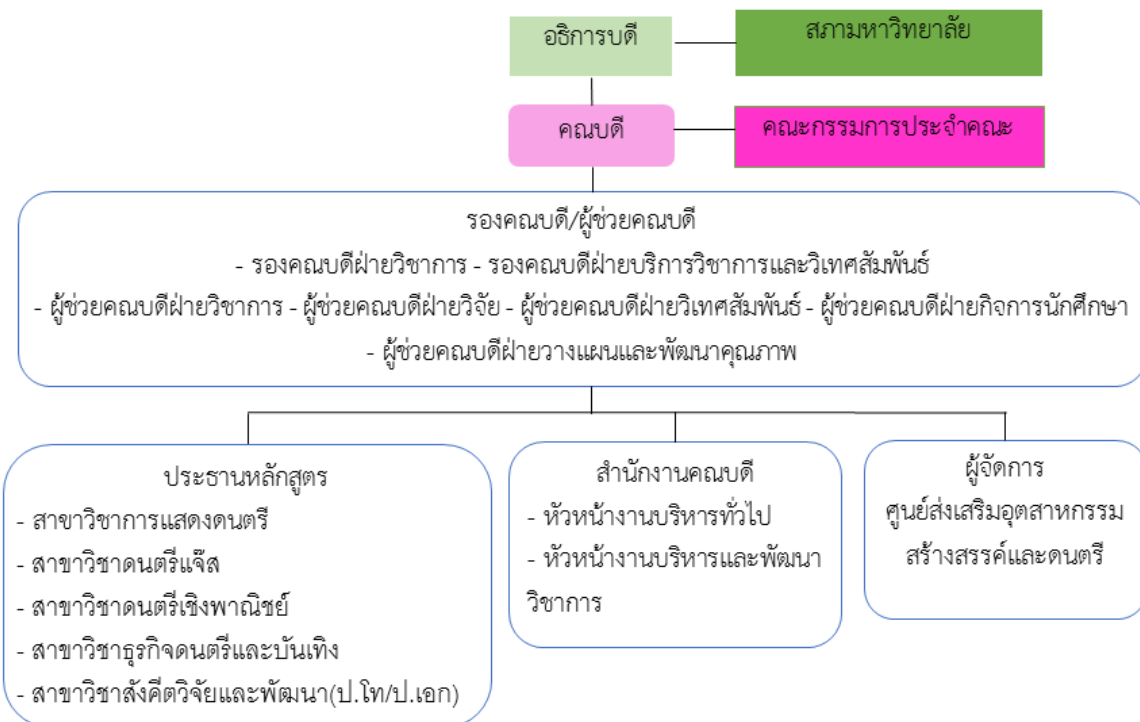 อธิการบดี
สภามหาวิทยาลัย
คณบดี
คณะกรรมการประจำคณะ
รองคณบดี/ผู้ช่วยคณบดี
- รองคณบดีฝ่ายวิชาการ - รองคณบดีฝ่ายบริการวิชาการและวิเทศสัมพันธ์
- ผู้ช่วยคณบดีฝ่ายวิชาการ - ผู้ช่วยคณบดีฝ่ายวิจัย - ผู้ช่วยคณบดีฝ่ายวิเทศสัมพันธ์ - ผู้ช่วยคณบดีฝ่ายกิจการนักศึกษา
- ผู้ช่วยคณบดีฝ่ายวางแผนและพัฒนาคุณภาพ
ประธานหลักสูตร
- สาขาวิชาการแสดงดนตรี
- สาขาวิชาดนตรีแจ๊ส
- สาขาวิชาดนตรีเชิงพาณิชย์
- สาขาวิชาธุรกิจดนตรีและบันเทิง
- สาขาวิชาสังคีตวิจัยและพัฒนา(ป.โท/ป.เอก)
สำนักงานคณบดี
- หัวหน้างานบริหารทั่วไป
- หัวหน้างานบริหารและพัฒนา
วิชาการ
ผู้จัดการ
ศูนย์ส่งเสริมอุตสาหกรรม
สร้างสรรค์และดนตรี